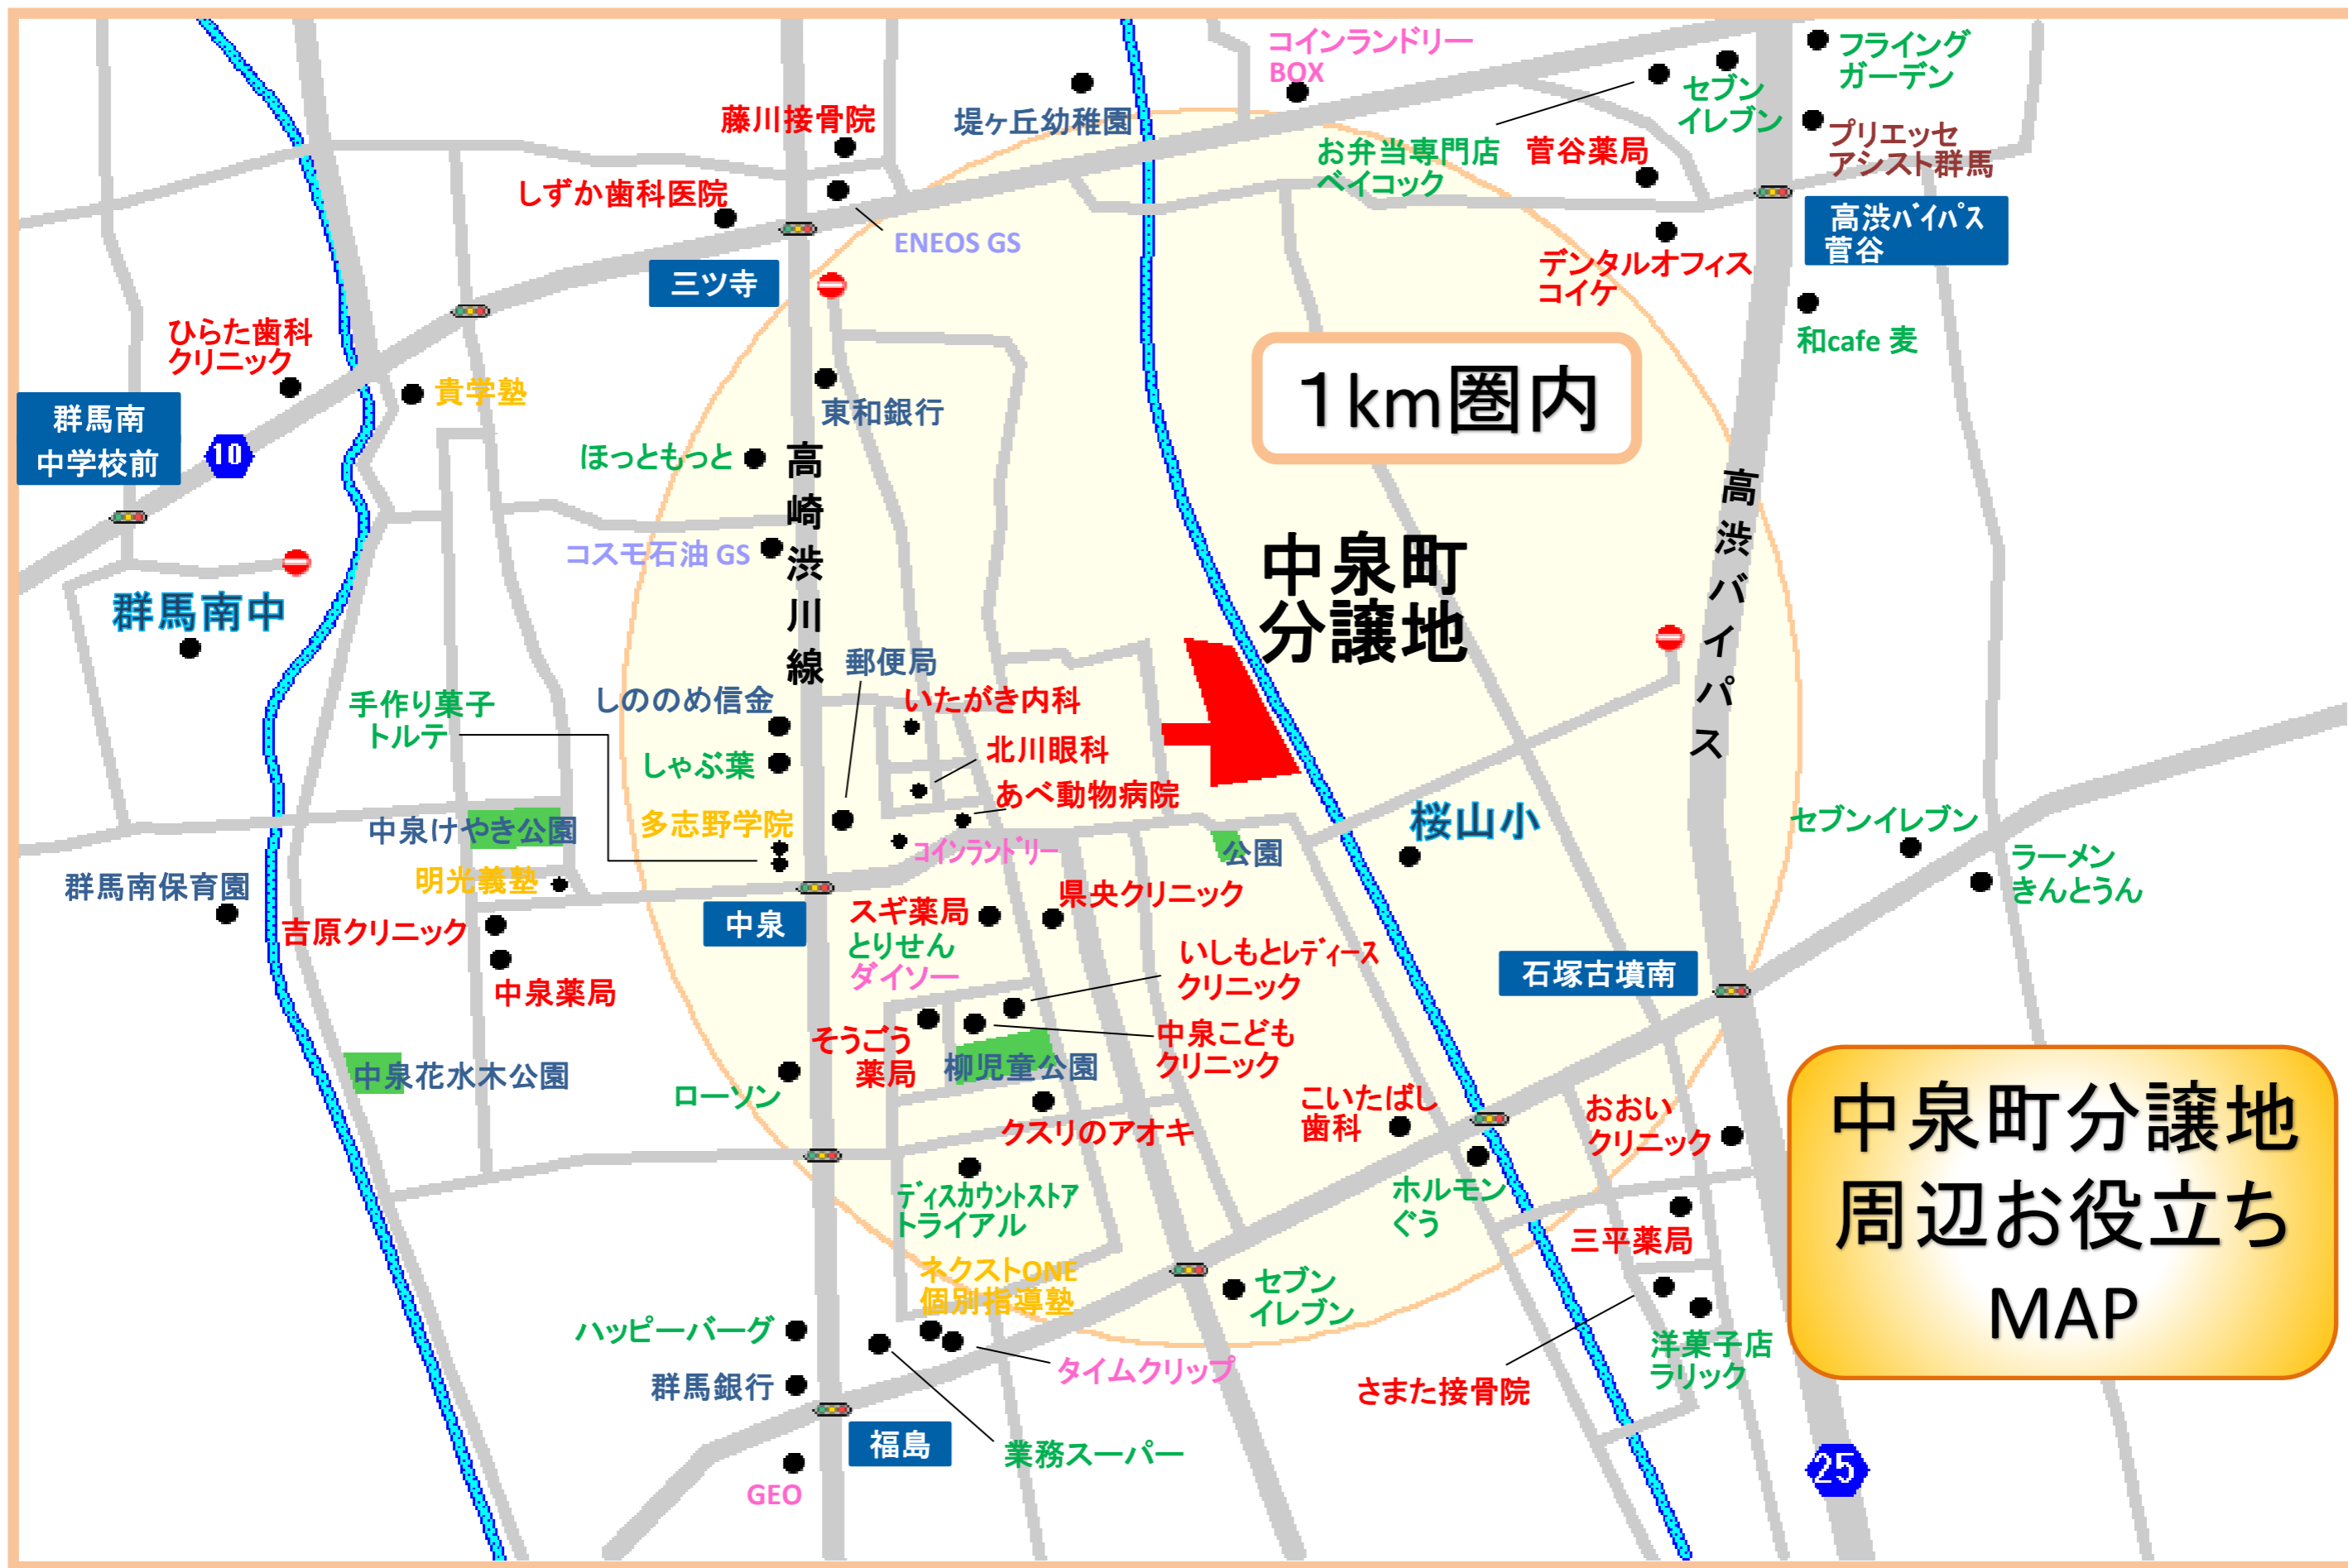 コインランドリー
BOX
フライング
ガーデン
セブン
イレブン
藤川接骨院
堤ヶ丘幼稚園
お弁当専門店
ベイコック
菅谷薬局
プリエッセ
アシスト群馬
しずか歯科医院
ENEOS GS
高渋バイパス
菅谷
三ツ寺
デンタルオフィス
コイケ
ひらた歯科
クリニック
和cafe 麦
1km圏内
貴学塾
東和銀行
群馬南
中学校前
10
ほっともっと
高崎渋川線
高渋バイパス
コスモ石油 GS
中泉町
分譲地
群馬南中
郵便局
しののめ信金
いたがき内科
手作り菓子
トルテ
北川眼科
しゃぶ葉
あべ動物病院
多志野学院
桜山小
セブンイレブン
中泉けやき公園
コインランドリー
公園
ラーメン
きんとうん
明光義塾
群馬南保育園
県央クリニック
吉原クリニック
中泉
スギ薬局
とりせん
ダイソー
いしもとレディース
クリニック
石塚古墳南
中泉薬局
そうごう
薬局
中泉こども
クリニック
柳児童公園
中泉花水木公園
ローソン
クスリのアオキ
こいたばし
歯科
おおい
クリニック
中泉町分譲地
周辺お役立ち
MAP
ディスカウントストア
トライアル
ホルモン
ぐう
三平薬局
ネクストONE
個別指導塾
セブン
イレブン
ハッピーバーグ
洋菓子店
ラリック
群馬銀行
タイムクリップ
さまた接骨院
福島
業務スーパー
25
GEO